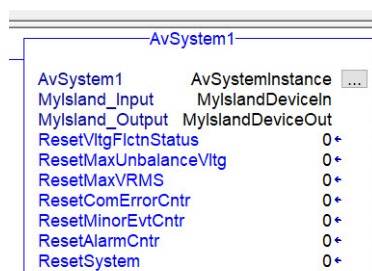 AvSystem1
AvSystem1 AvSystemInstance ...
MyIsland_Input MyIslandDeviceIn
MyIsland_Output MyIslandDeviceOut
ResetVltgFlctnStatus 0
ResetMaxUnbalanceVltg 0
ResetMaxVRMS 0
ResetComErrorCntr 0
ResetMinorEvtCntr 0
ResetAlarmCntr 0
ResetSystem 0